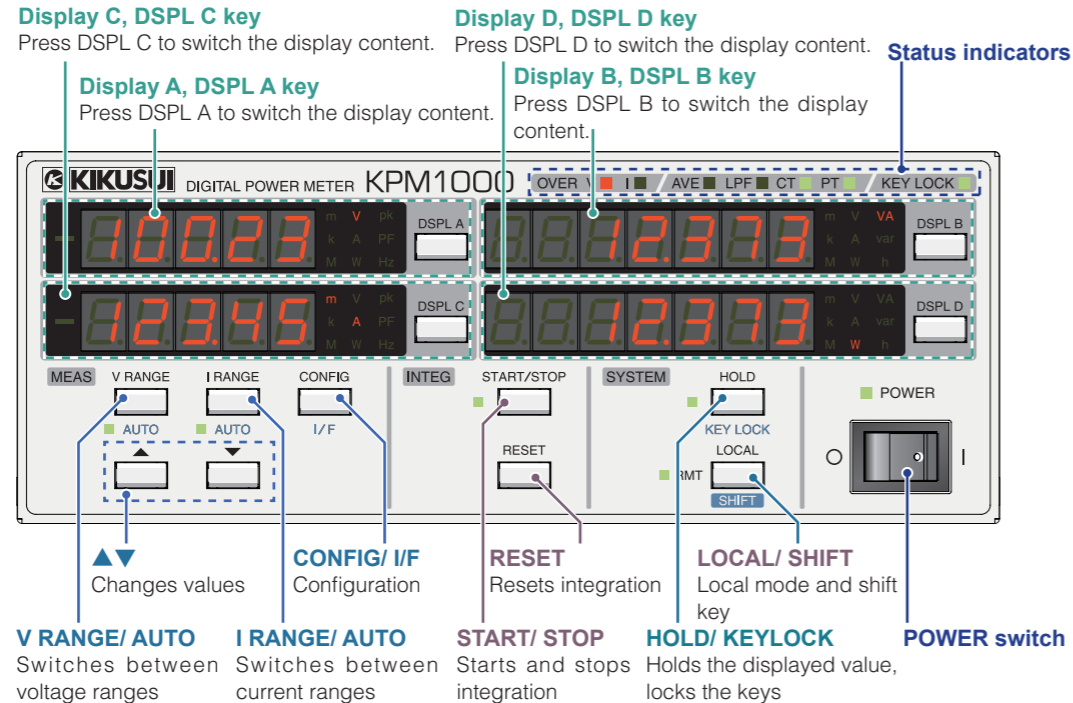 Display C, DSPL C key
Press DSPL C to switch the display content.
Display D, DSPL D key
Press DSPL D to switch the display content.
Status indicators
Display A, DSPL A key
Press DSPL A to switch the display content.
Display B, DSPL B key
Press DSPL B to switch the display
content.
KIKUSUI DIGITAL POWER METER KPM1000
OVER V I / AVE LPF CT PT / KEY LOCK
10023
m V pk
k A PF
M W Hz
DSPL A
12373
m V VA
k A var
M W h
DSPL B
12345
m V pk
k A PF
M W Hz
DSPL C
12373
m V VA
k A var
M W h
DSPL D
MEAS V RANGE I RANGE CONFIG
INTEG START/STOP
SYSTEM HOLD
POWER
AUTO AUTO I/F
KEY LOCK
▲ ▼
RESET
LOCAL
RMT
SHIFT
O I
▲▼
Changes values
CONFIG/ I/F
Configuration
RESET
Resets integration
LOCAL/ SHIFT
Local mode and shift
key
V RANGE/ AUTO
Switches between
voltage ranges
I RANGE/ AUTO
Switches between
current ranges
START/ STOP
Starts and stops
integration
HOLD/ KEYLOCK
Holds the displayed value,
locks the keys
POWER switch